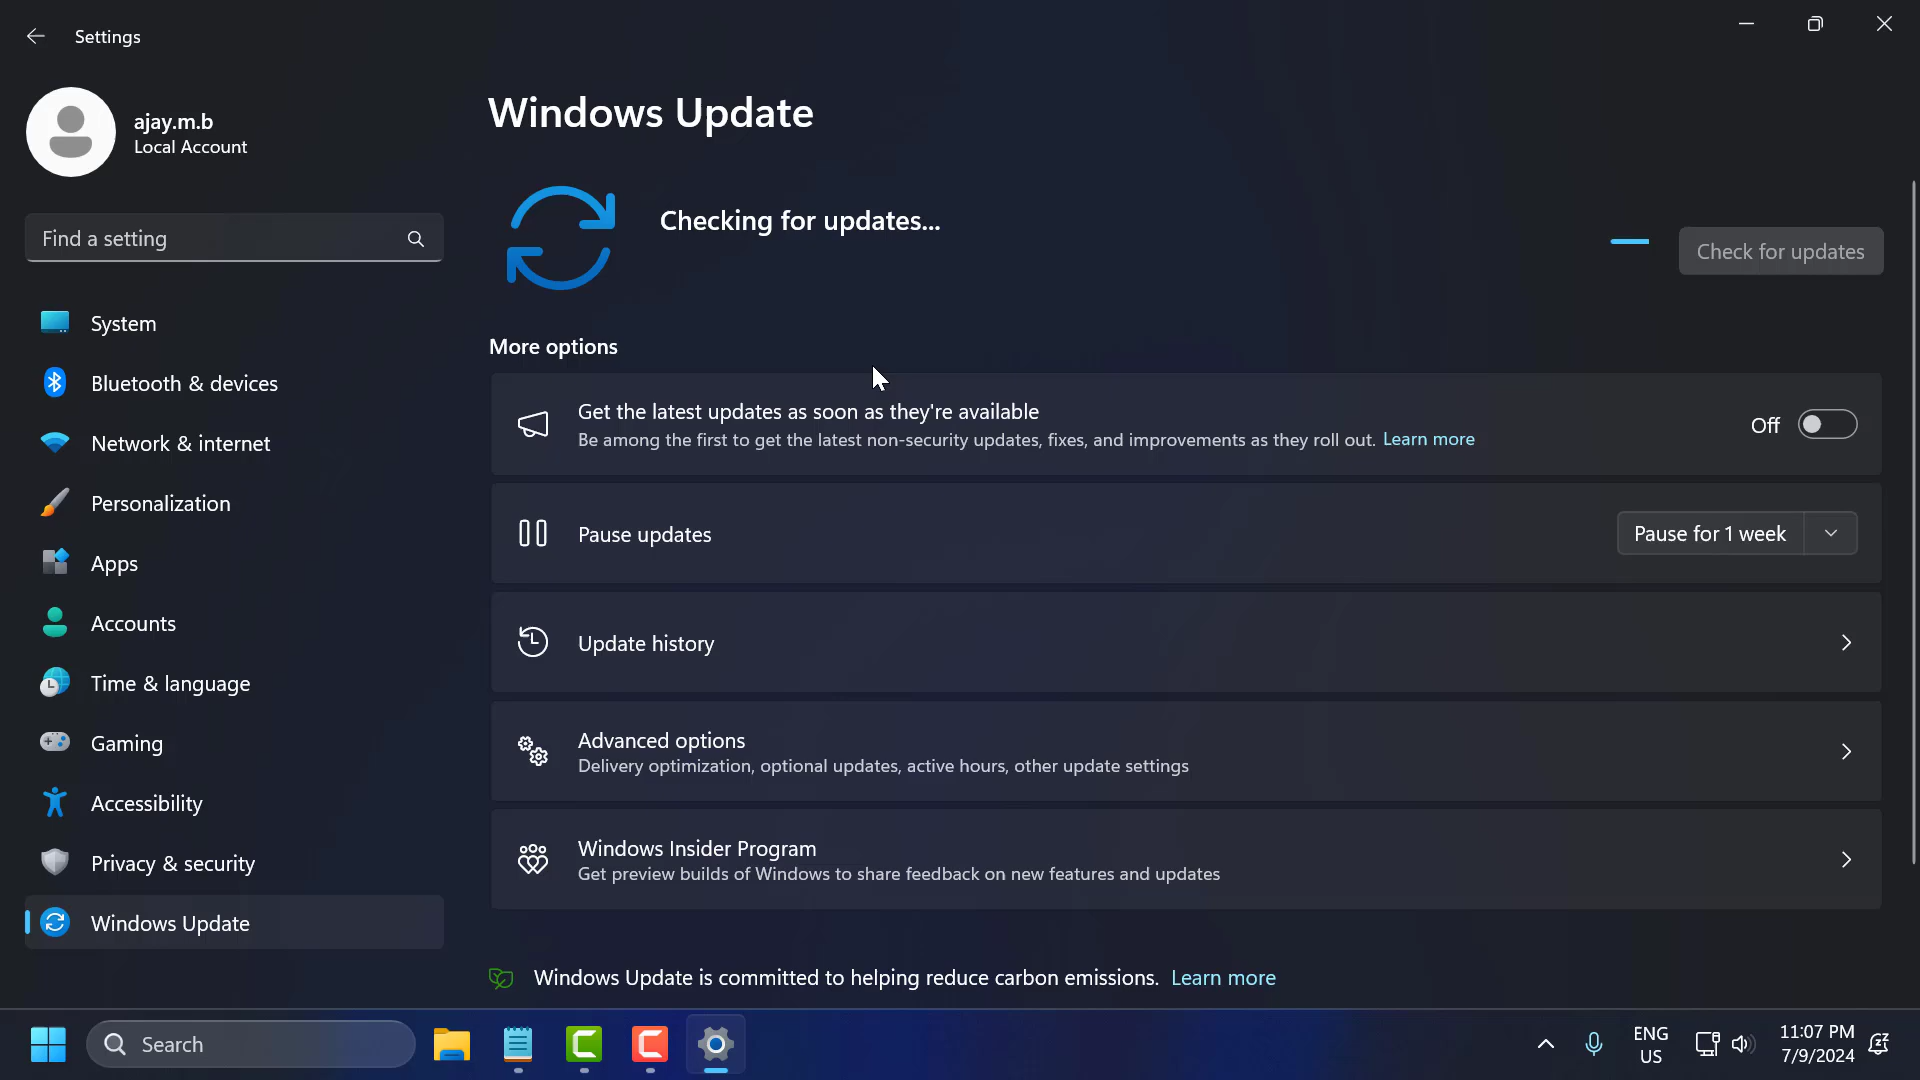 Settings
ajay.m.b
Local Account
Find a setting
System
Bluetooth & devices
Network & internet
Personalization
Apps
Accounts
Time & language
Gaming
Accessibility
Privacy & security
Windows Update
Windows Update
Checking for updates...
Check for updates
More options
Get the latest updates as soon as they're available
Be among the first to get the latest non-security updates, fixes, and improvements as they roll out. Learn more
Off
Pause updates
Pause for 1 week
Update history
Advanced options
Delivery optimization, optional updates, active hours, other update settings
Windows Insider Program
Get preview builds of Windows to share feedback on new features and updates
Windows Update is committed to helping reduce carbon emissions. Learn more
Search
ENG
US
11:07 PM
7/9/2024